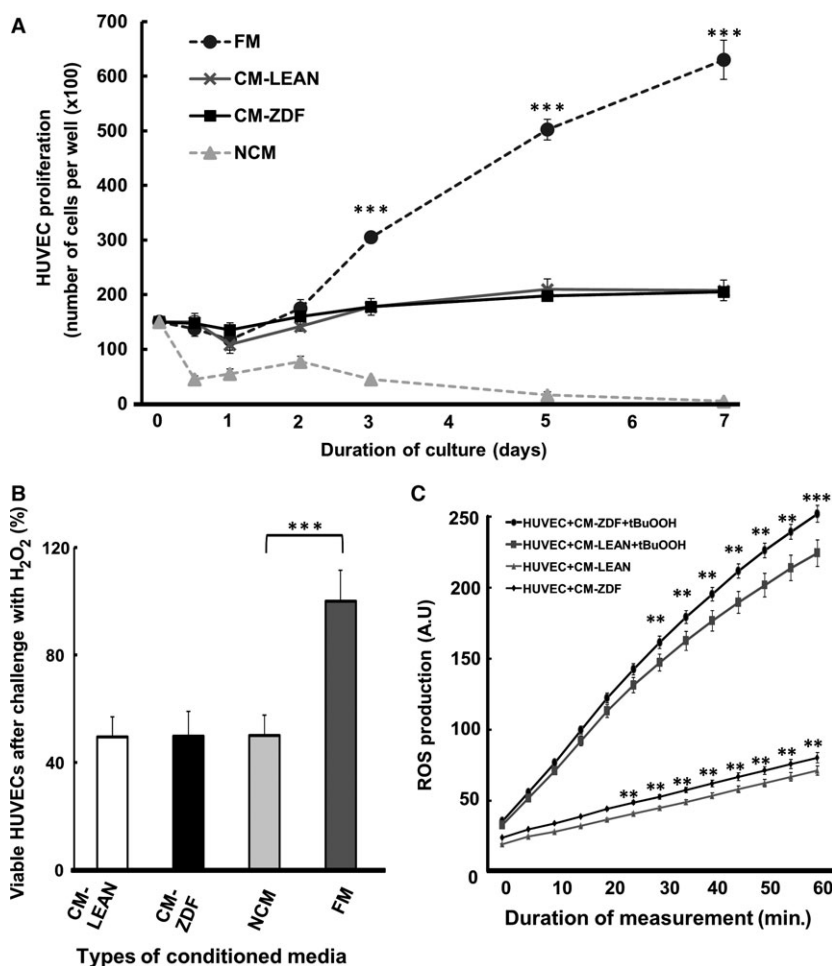 A
HUVEC proliferation
(number of cells per well (x100)
700
600
500
400
300
200
100
0
FM
CM-LEAN
CM-ZDF
NCM
***
***
***
0 1 2 3 4 5 6 7
Duration of culture (days)
B
Viable HUVECs after challenge with H₂O₂ (%)
120
80
40
0
***
CM-
LEAN
CM-
ZDF
NCM
FM
Types of conditioned media
C
ROS production (A.U)
250
200
150
100
50
0
HUVEC+CM-ZDF+tBuOOH
HUVEC+CM-LEAN+tBuOOH
HUVEC+CM-LEAN
HUVEC+CM-ZDF
** ** ** ** ** ** ***
** ** ** ** ** ** ** **
0 10 20 30 40 50 60
Duration of measurement (min.)